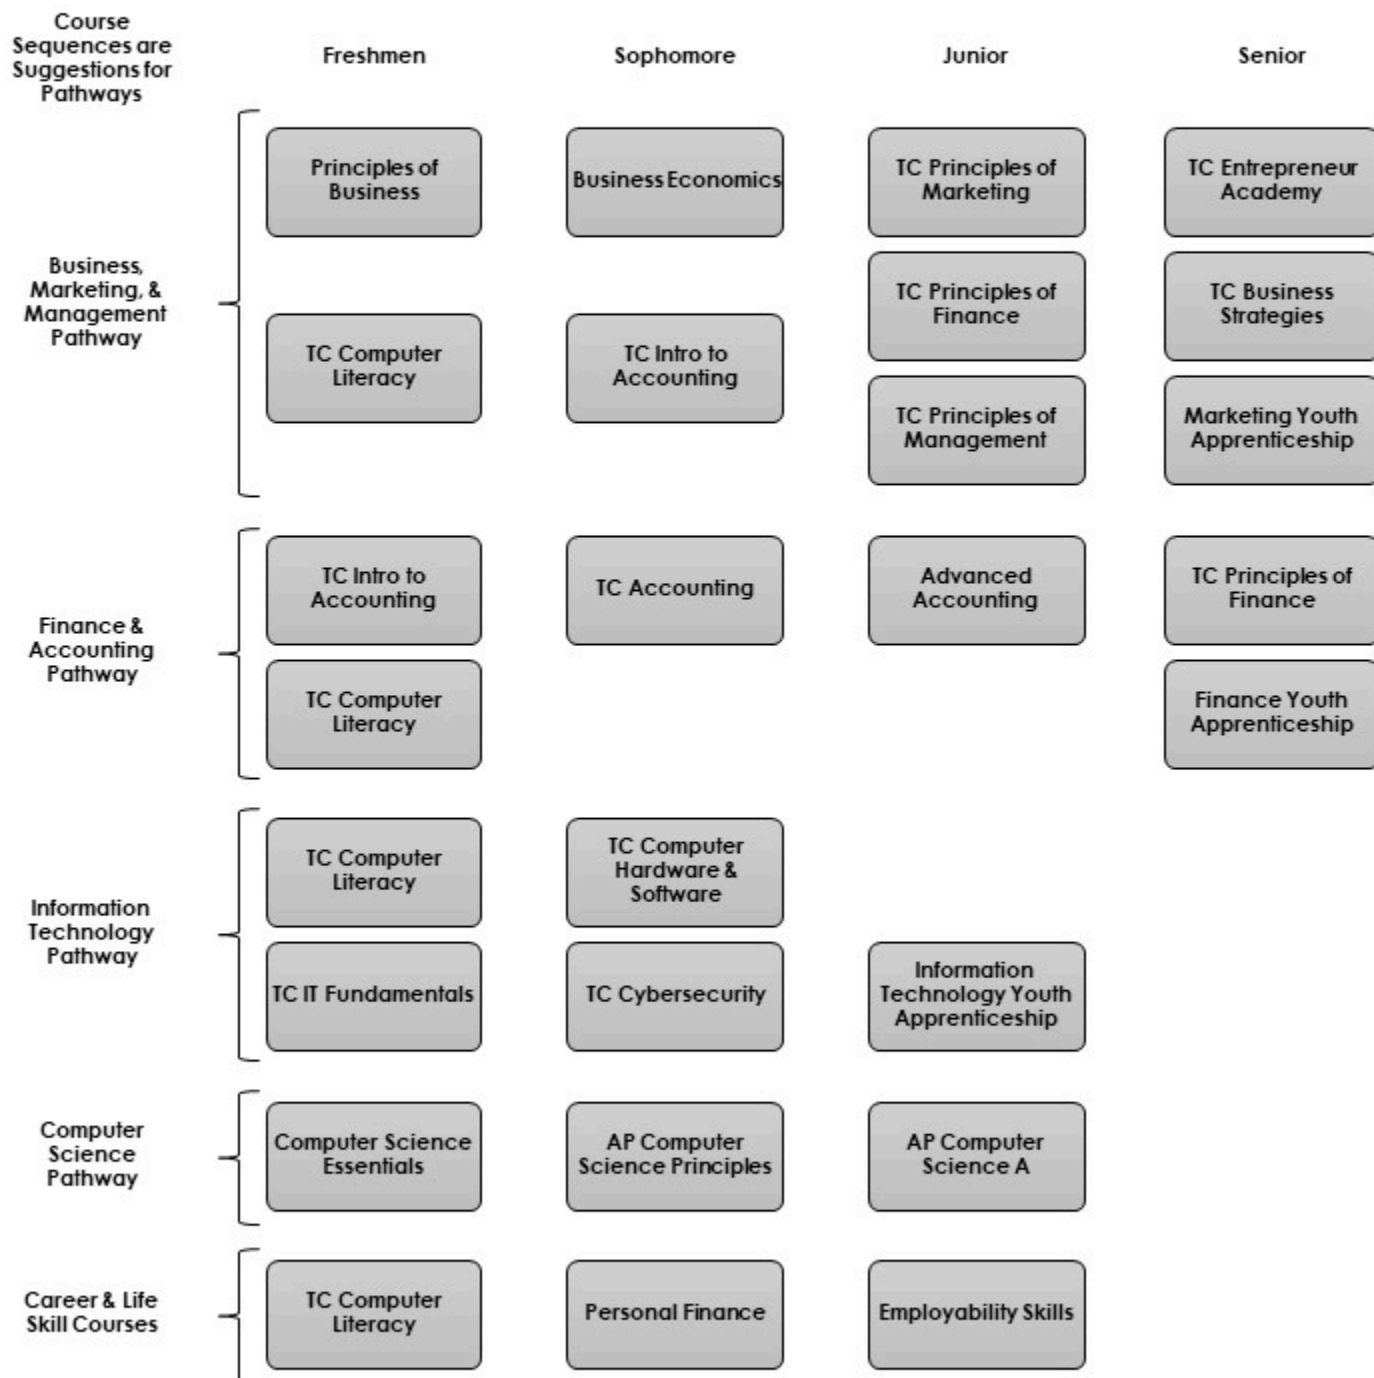 Course
Sequences are
Suggestions for
Pathways
Freshmen
Sophomore
Junior
Senior
Business,
Marketing, &
Management
Pathway
Principles of
Business
Business Economics
TC Principles of
Marketing
TC Entrepreneur
Academy
TC Principles of
Finance
TC Business
Strategies
TC Computer
Literacy
TC Intro to
Accounting
TC Principles of
Management
Marketing Youth
Apprenticeship
Finance &
Accounting
Pathway
TC Intro to
Accounting
TC Accounting
Advanced
Accounting
TC Principles of
Finance
TC Computer
Literacy
Finance Youth
Apprenticeship
Information
Technology
Pathway
TC Computer
Literacy
TC Computer
Hardware &
Software
TC IT Fundamentals
TC Cybersecurity
Information
Technology Youth
Apprenticeship
Computer
Science
Pathway
Computer Science
Essentials
AP Computer
Science Principles
AP Computer
Science A
Career & Life
Skill Courses
TC Computer
Literacy
Personal Finance
Employability Skills